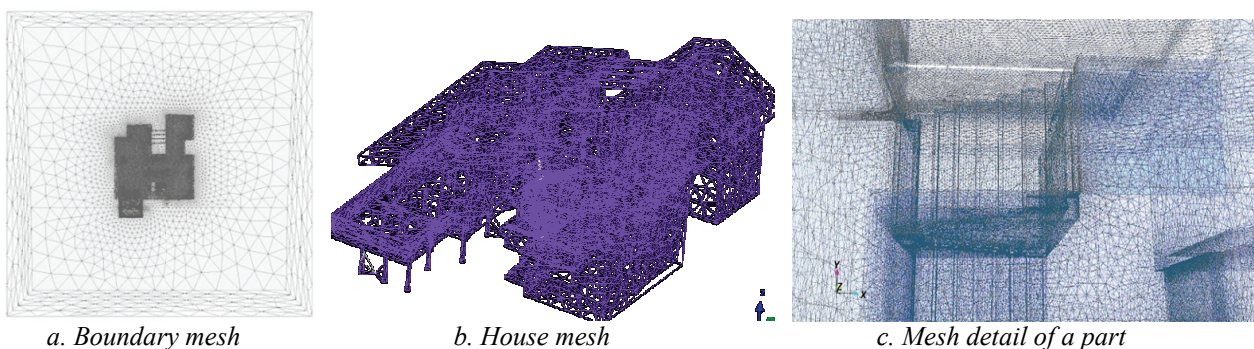 Y
Z
X
a. Boundary mesh
b. House mesh
c. Mesh detail of a part